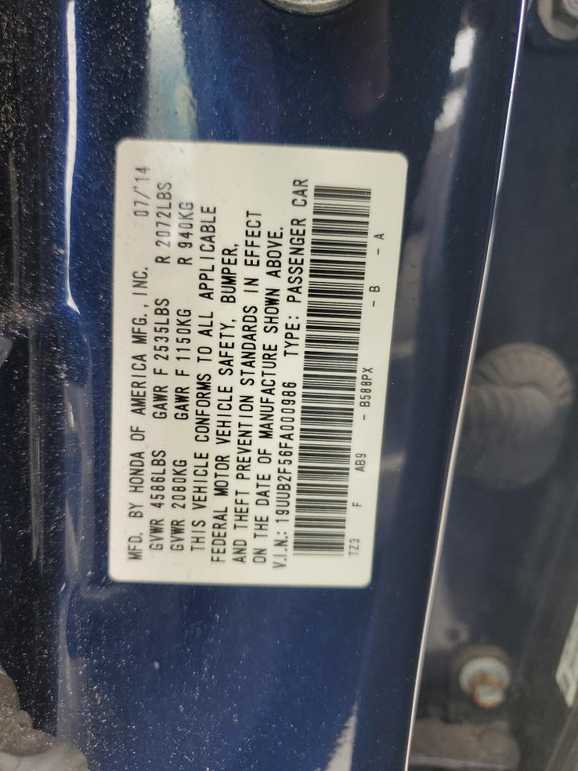 MFD. BY HONDA OF AMERICA MFG., INC. 07/'14
GVWR 4586LBS GAWR F 2535LBS R 2072LBS
GVWR 2080KG GAWR F 1150KG R 940KG
THIS VEHICLE CONFORMS TO ALL APPLICABLE
FEDERAL MOTOR VEHICLE SAFETY, BUMPER,
AND THEFT PREVENTION STANDARDS IN EFFECT
ON THE DATE OF MANUFACTURE SHOWN ABOVE.
V.I.N.: 19UUB2F56FA000986 TYPE: PASSENGER CAR
TZ3 F AB9 - B588PX - B - A